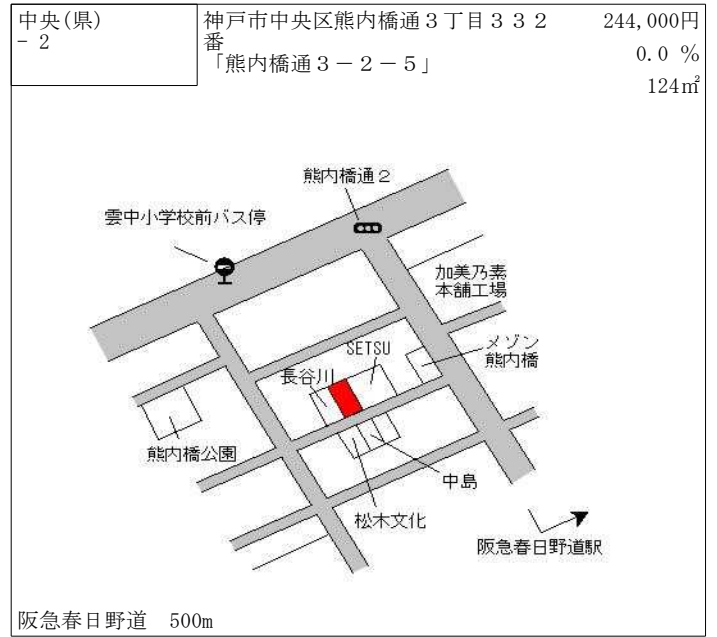 中央(県)
- 2
神戸市中央区熊内橋通３丁目３３２
番
「熊内橋通３－２－５」
244,000円
0.0 %
124㎡
熊内橋通２
雲中小学校前バス停
加美乃素
本舗工場
SETSU
メゾン
熊内橋
長谷川
熊内橋公園
中島
松木文化
阪急春日野道駅
阪急春日野道　500m